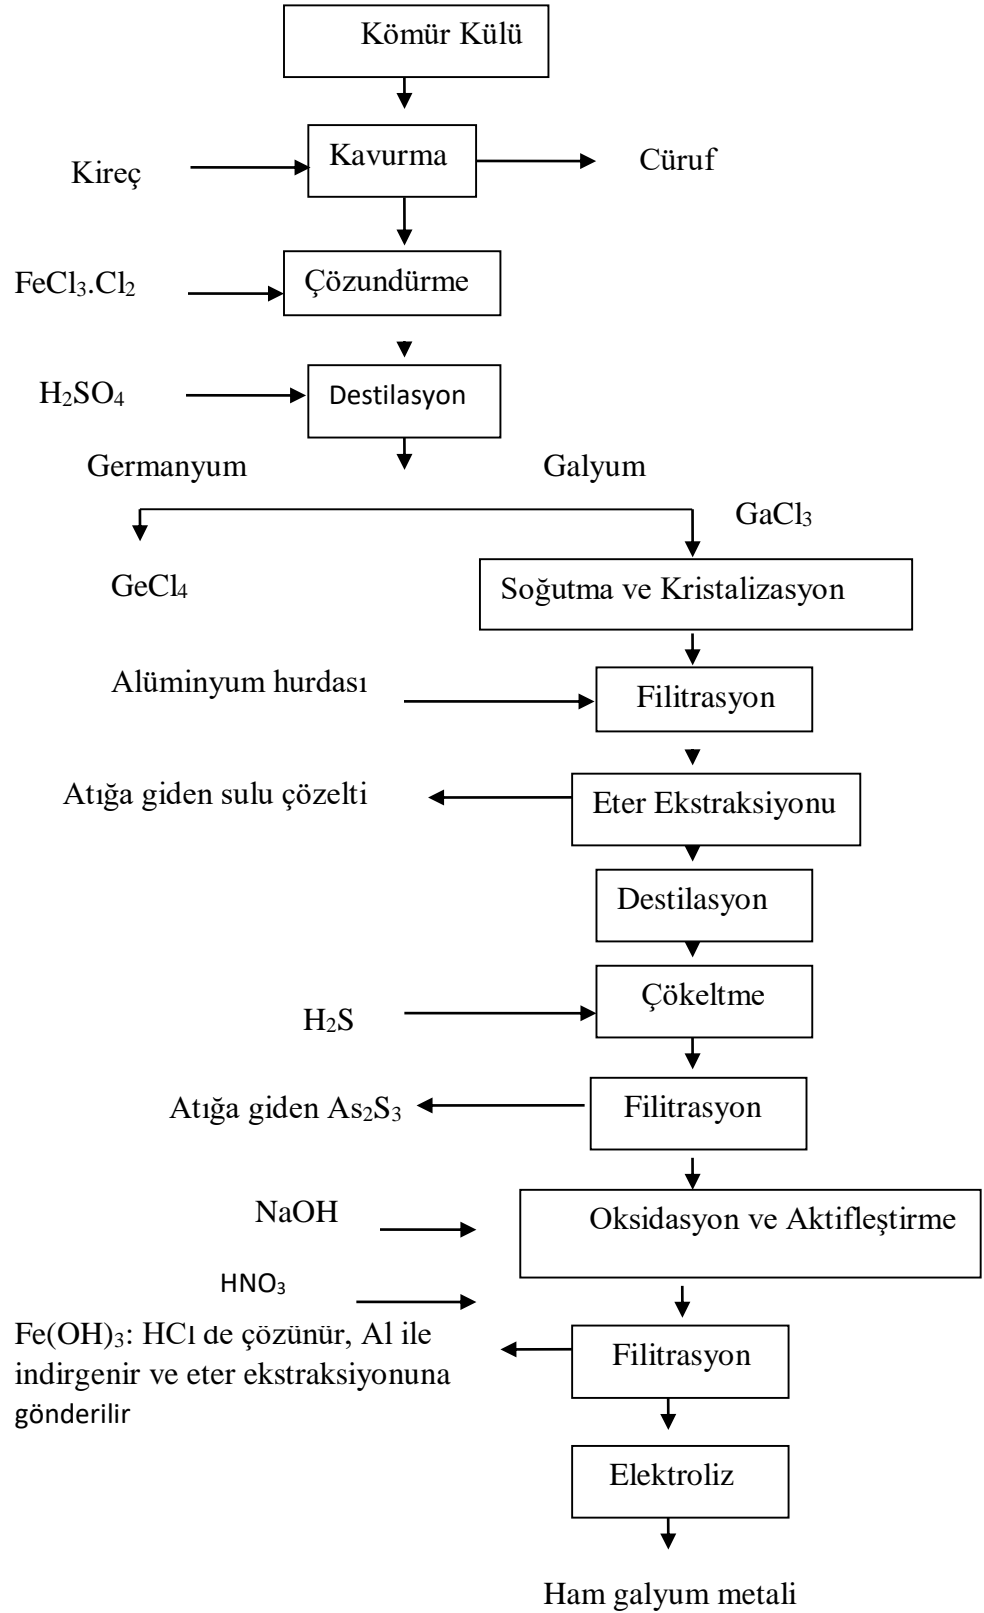 Kömür Külü
Kavurma
Cüruf
Kireç
Çözundürme
FeCl₃.Cl₂
H₂SO₄
Destilasyon
Germanyum
Galyum
GaCl₃
GeCl₄
Soğutma ve Kristalizasyon
Alüminyum hurdası
Filitrasyon
Atığa giden sulu çözelti
Eter Ekstraksiyonu
Destilasyon
Çökeltme
H₂S
Atığa giden As₂S₃
Filitrasyon
NaOH
Oksidasyon ve Aktifleştirme
HNO₃
Fe(OH)₃: HCl de çözünür, Al ile
indirgenir ve eter ekstraksiyonuna
gönderilir
Filitrasyon
Elektroliz
Ham galyum metali